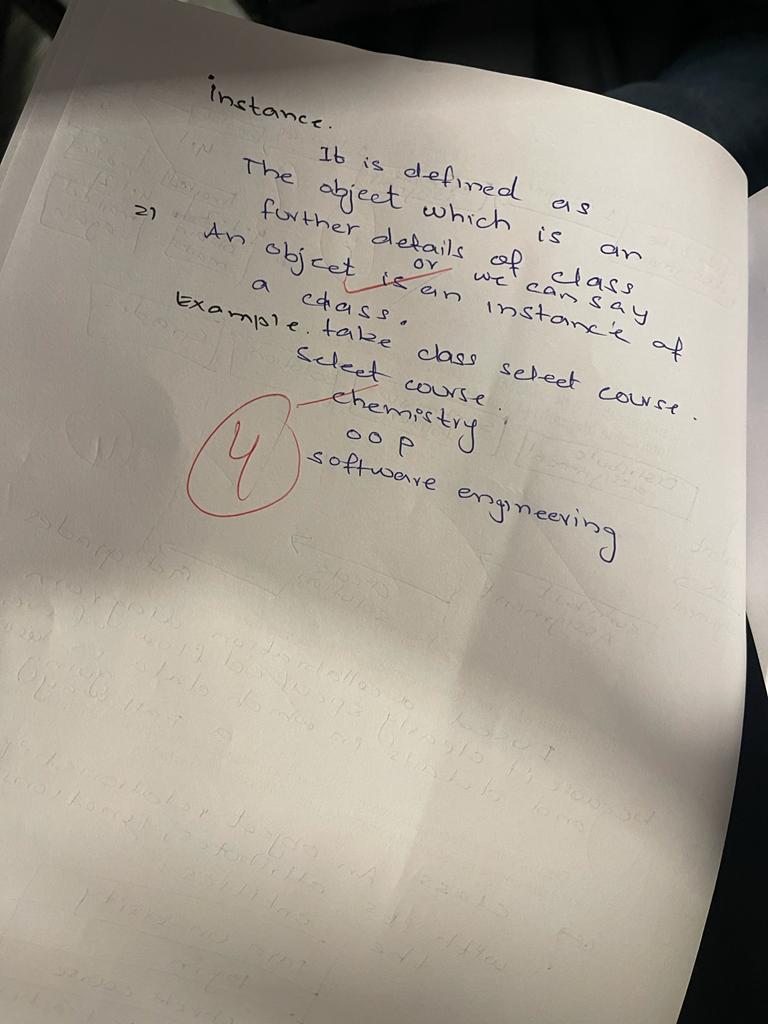 instance.
It is defined as
The object which is an
further details of class
2) An object is an instance of
or we can say
a class.
Example. take class select course.
select course.
chemistry
oop
software engineering
4